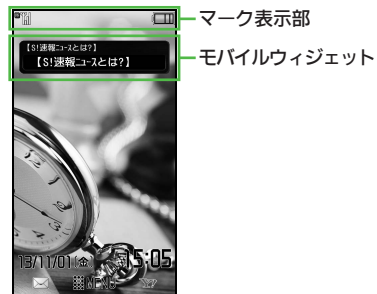 マーク表示部
【S!速報ニュースとは?】
【S!速報ニュースとは?】
モバイルウィジェット
13/11/01(金) 15:05
MENU